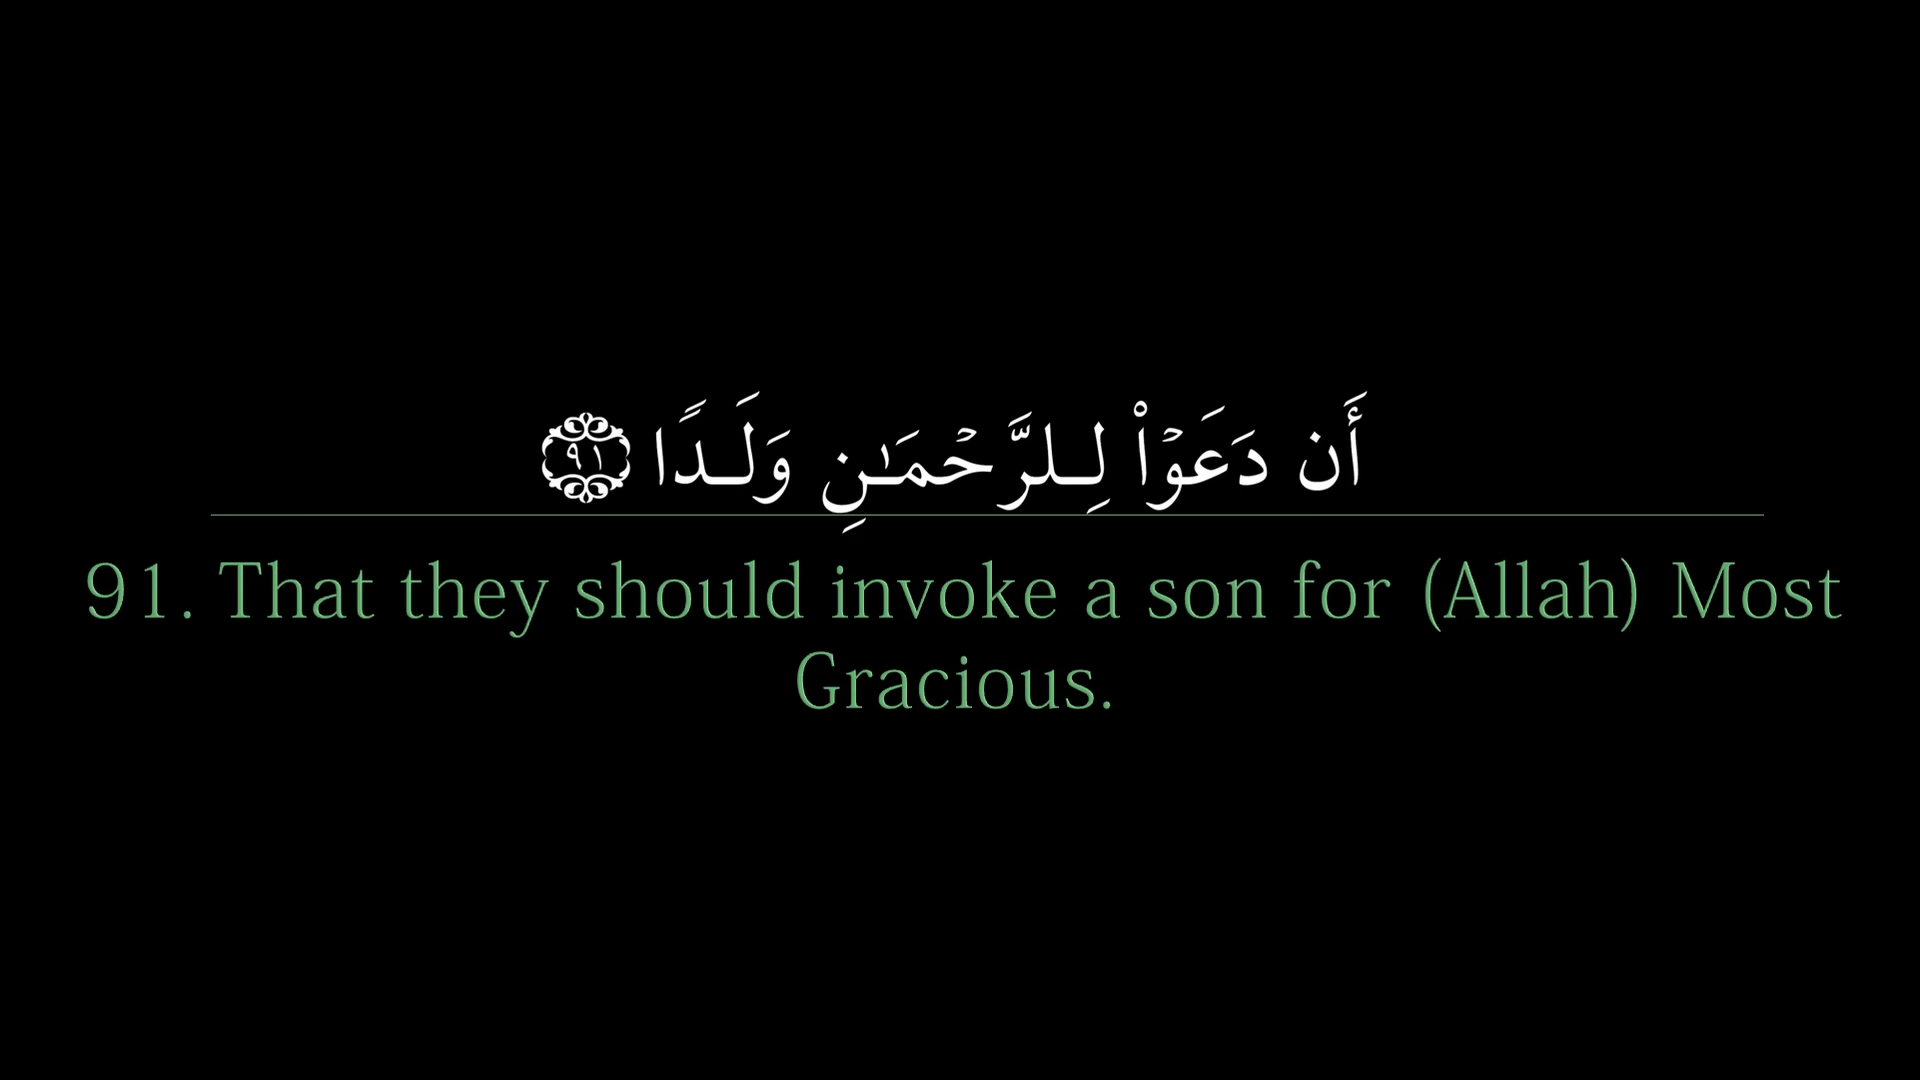 أَن دَعَوۡاْ لِلرَّحۡمَـٰنِ وَلَدًا ٩١
91. That they should invoke a son for (Allah) Most
Gracious.